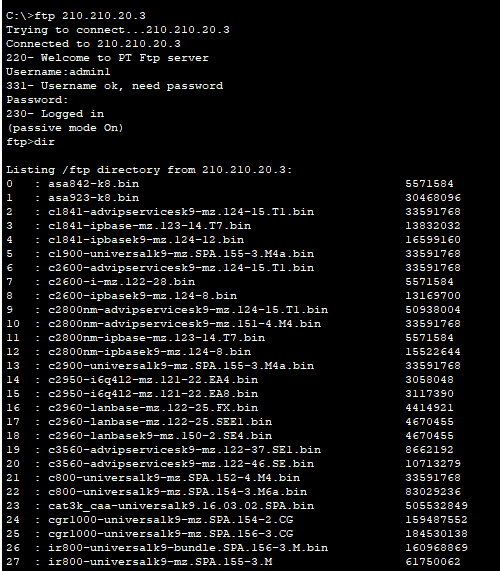 C:\>ftp 210.210.20.3
Trying to connect...210.210.20.3
Connected to 210.210.20.3
220- Welcome to PT Ftp server
Username:admin1
331- Username ok, need password
Password:
230- Logged in
(passive mode On)
ftp>dir
Listing /ftp directory from 210.210.20.3:
0 : asa842-k8.bin 5571584
1 : asa923-k8.bin 30468096
2 : c1841-advipservicesk9-mz.124-15.T1.bin 33591768
3 : c1841-ipbase-mz.123-14.T7.bin 13832032
4 : c1841-ipbasek9-mz.124-12.bin 16599160
5 : c1900-universalk9-mz.SPA.155-3.M4a.bin 33591768
6 : c2600-advipservicesk9-mz.124-15.T1.bin 33591768
7 : c2600-i-mz.122-28.bin 5571584
8 : c2600-ipbasek9-mz.124-8.bin 13169700
9 : c2800nm-advipservicesk9-mz.124-15.T1.bin 50938004
10 : c2800nm-advipservicesk9-mz.151-4.M4.bin 33591768
11 : c2800nm-ipbase-mz.123-14.T7.bin 5571584
12 : c2800nm-ipbasek9-mz.124-8.bin 15522644
13 : c2900-universalk9-mz.SPA.155-3.M4a.bin 33591768
14 : c2950-i6q4l2-mz.121-22.EA4.bin 3058048
15 : c2950-i6q4l2-mz.121-22.EA8.bin 3117390
16 : c2960-lanbase-mz.122-25.FX.bin 4414921
17 : c2960-lanbase-mz.122-25.SEE1.bin 4670455
18 : c2960-lanbasek9-mz.150-2.SE4.bin 4670455
19 : c3560-advipservicesk9-mz.122-37.SE1.bin 8662192
20 : c3560-advipservicesk9-mz.122-46.SE.bin 10713279
21 : c800-universalk9-mz.SPA.152-4.M4.bin 33591768
22 : c800-universalk9-mz.SPA.154-3.M6a.bin 83029236
23 : cat3k_caa-universalk9.16.03.02.SPA.bin 505532849
24 : cgr1000-universalk9-mz.SPA.154-2.CG 159487552
25 : cgr1000-universalk9-mz.SPA.156-3.CG 184530138
26 : ir800-universalk9-bundle.SPA.156-3.M.bin 160968869
27 : ir800-universalk9-mz.SPA.155-3.M 61750062